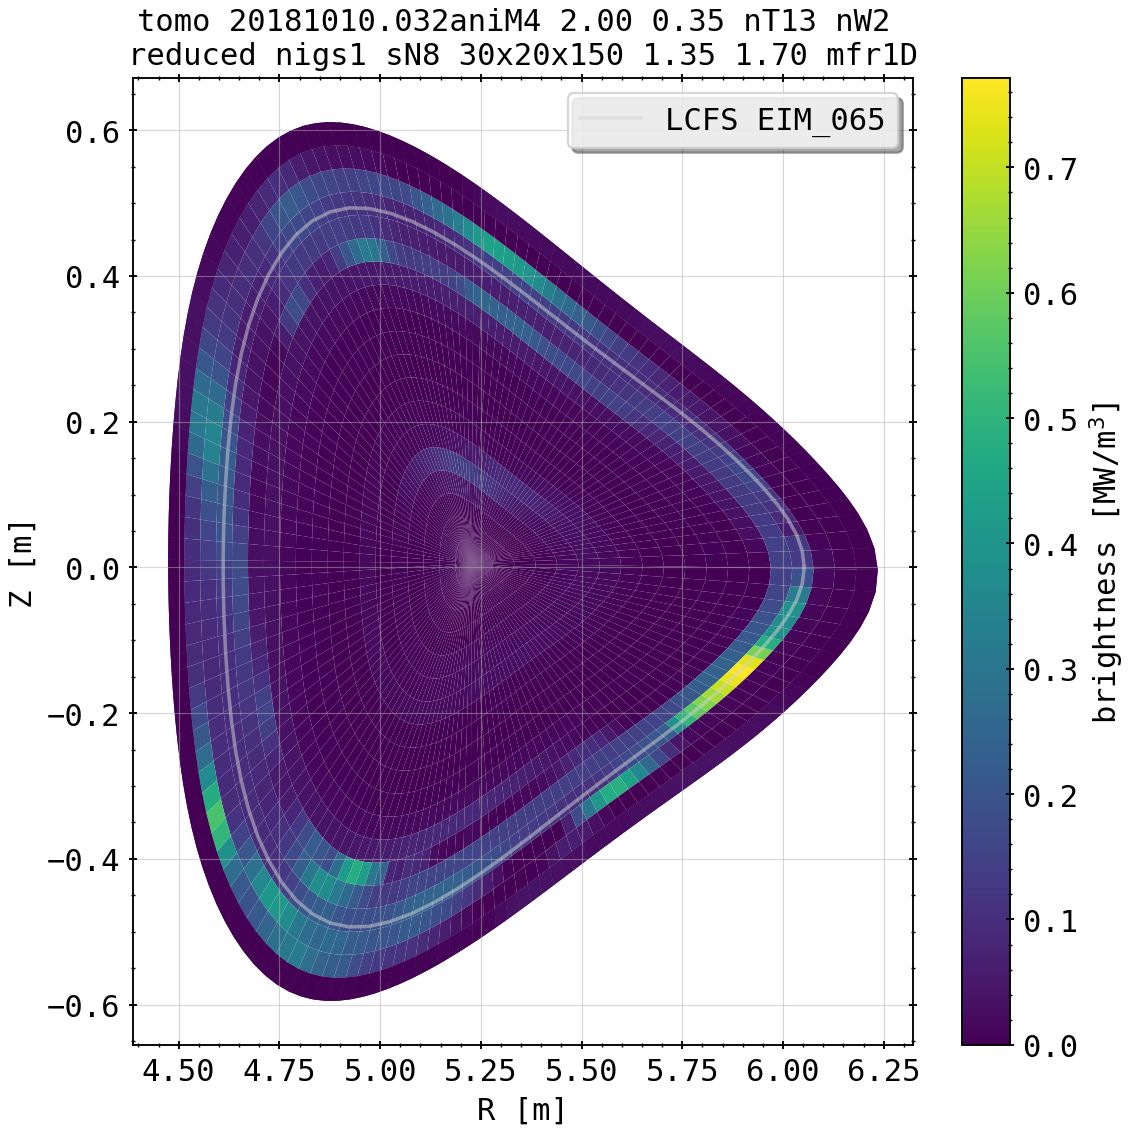 tomo 20181010.032aniM4 2.00 0.35 nT13 nW2
reduced nigs1 sN8 30x20x150 1.35 1.70 mfr1D
LCFS EIM_065
0.6
0.4
0.2
0.0
−0.2
−0.4
−0.6
Z [m]
4.50 4.75 5.00 5.25 5.50 5.75 6.00 6.25
R [m]
0.7
0.6
0.5
0.4
0.3
0.2
0.1
0.0
brightness [MW/m³]